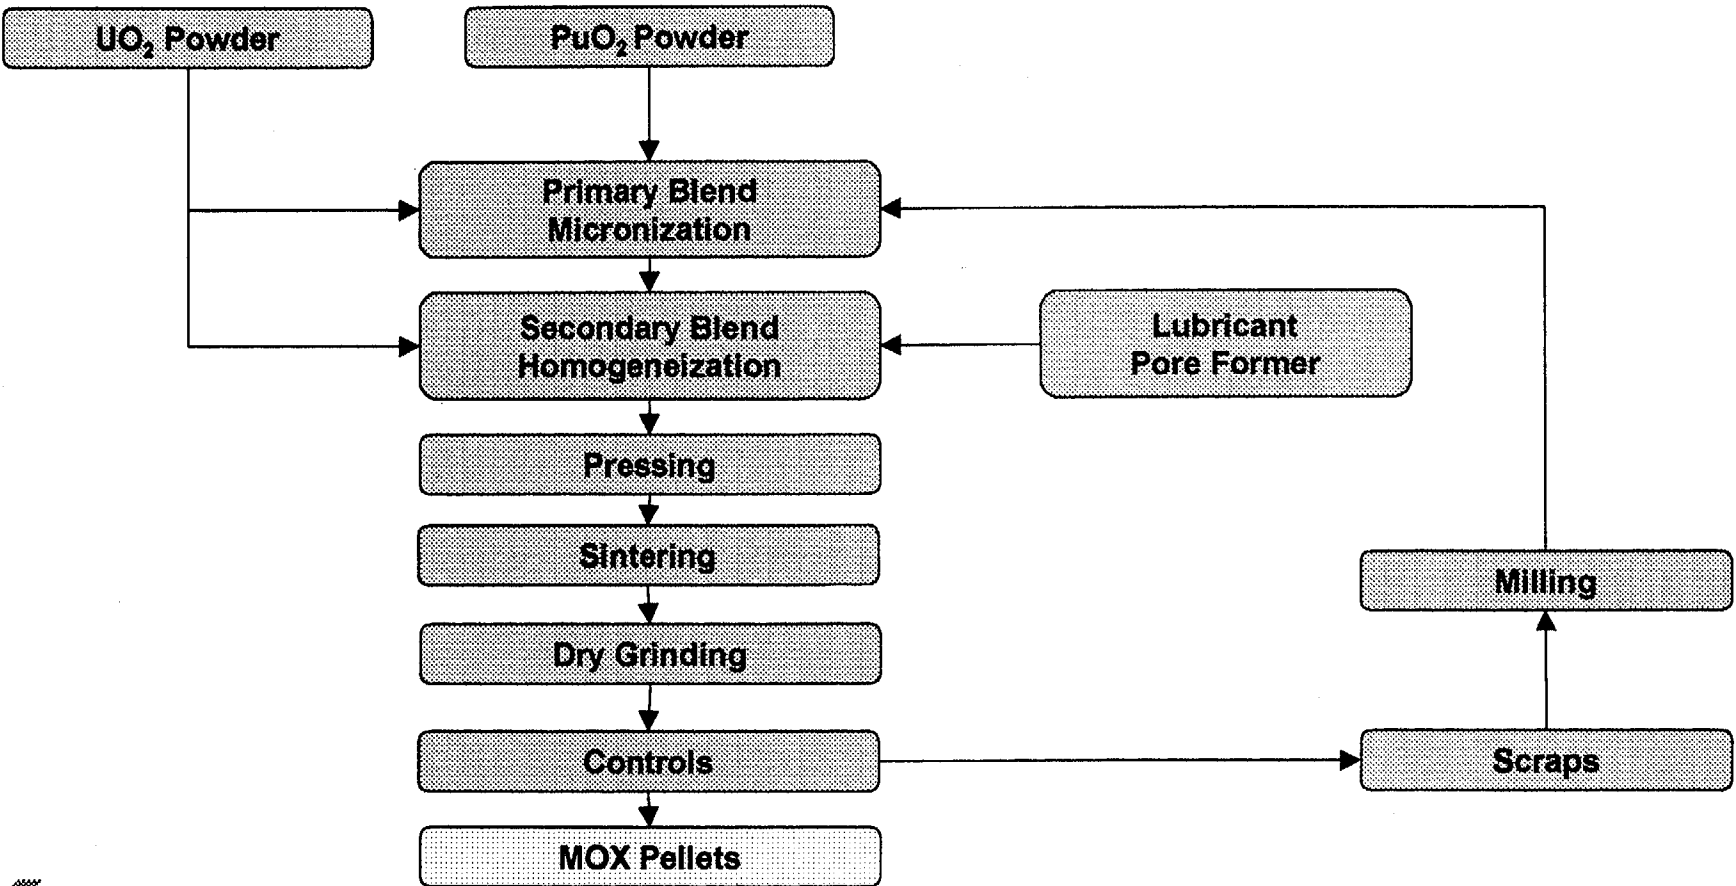 UO₂ Powder
PuO₂ Powder
Primary Blend
Micronization
Secondary Blend
Homogeneization
Lubricant
Pore Former
Pressing
Sintering
Milling
Dry Grinding
Controls
Scraps
MOX Pellets